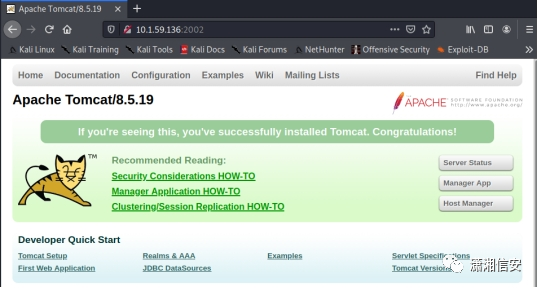 Apache Tomcat/8.5.19
10.1.59.136:2002
Kali Linux Kali Training Kali Tools Kali Docs Kali Forums NetHunter Offensive Security Exploit-DB
Home Documentation Configuration Examples Wiki Mailing Lists Find Help
Apache Tomcat/8.5.19
APACHE SOFTWARE FOUNDATION
http://www.apache.org/
If you're seeing this, you've successfully installed Tomcat. Congratulations!
TM
Recommended Reading:
Security Considerations HOW-TO
Manager Application HOW-TO
Clustering/Session Replication HOW-TO
Server Status
Manager App
Host Manager
Developer Quick Start
Tomcat Setup Realms & AAA Examples Servlet Specifications
First Web Application JDBC DataSources Tomcat Versions
潇湘信安